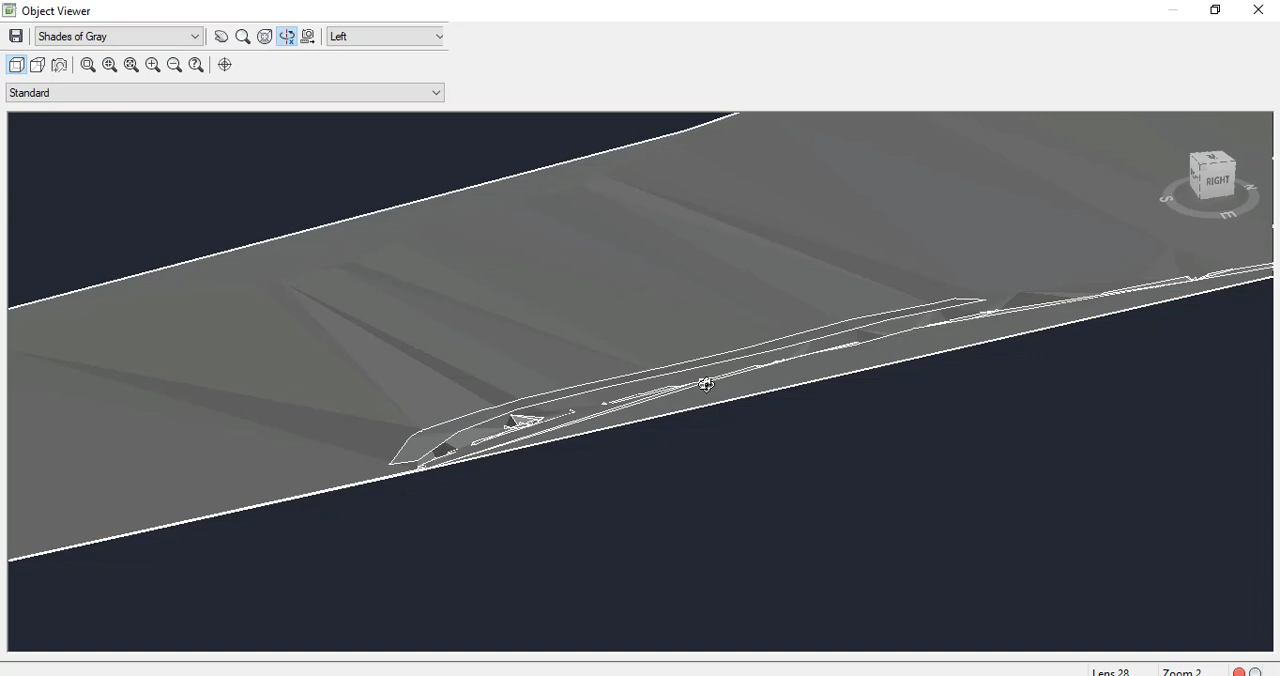 Object Viewer
Shades of Gray
Left
Standard
RIGHT
S
E
N
Lens 28
Zoom 2